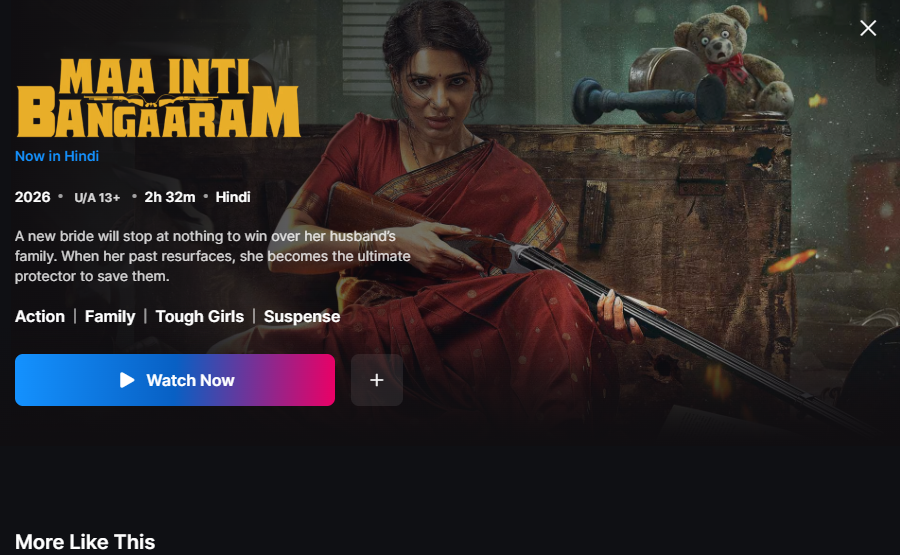 MAA INTI
BANGAARAM
Now in Hindi
2026 • U/A 13+ • 2h 32m • Hindi
A new bride will stop at nothing to win over her husband's
family. When her past resurfaces, she becomes the ultimate
protector to save them.
Action | Family | Tough Girls | Suspense
Watch Now
More Like This